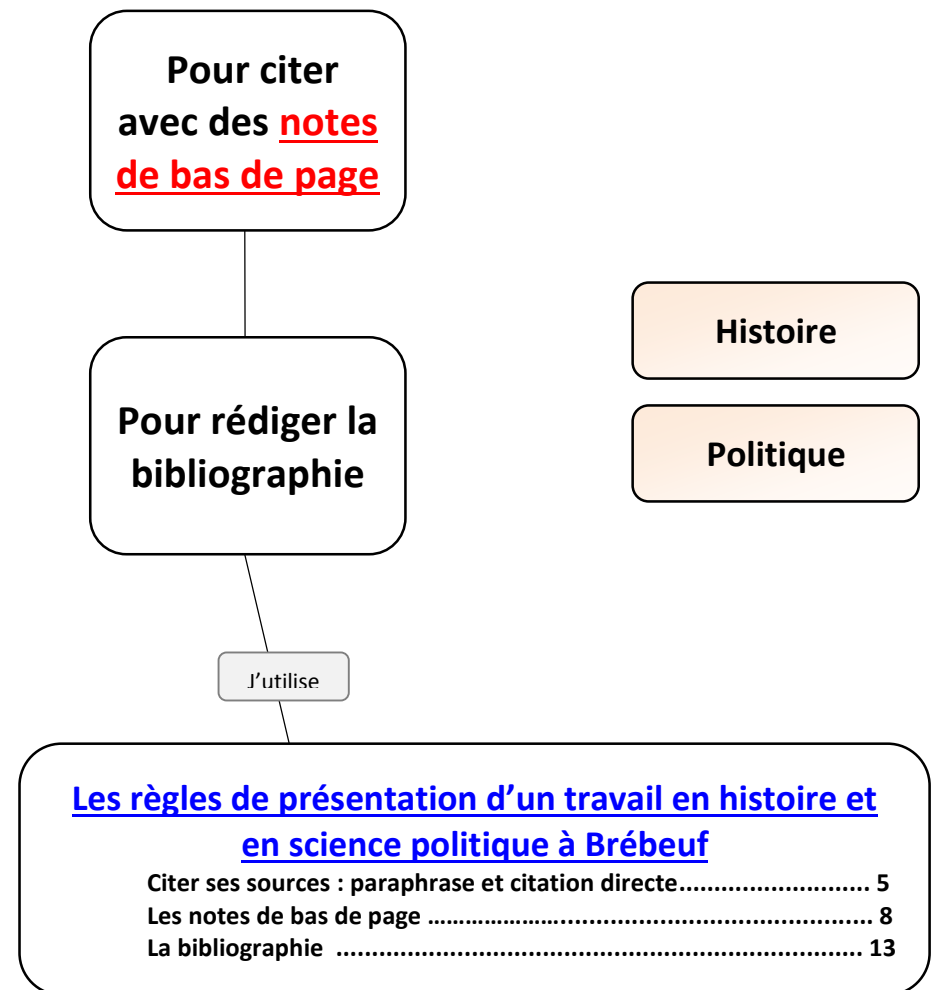 Pour citer
avec des notes
de bas de page
Histoire
Politique
Pour rédiger la
bibliographie
J'utilise
Les règles de présentation d'un travail en histoire et
en science politique à Brébeuf
Citer ses sources : paraphrase et citation directe........................... 5
Les notes de bas de page …………………............................................ 8
La bibliographie ......................................................................... 13